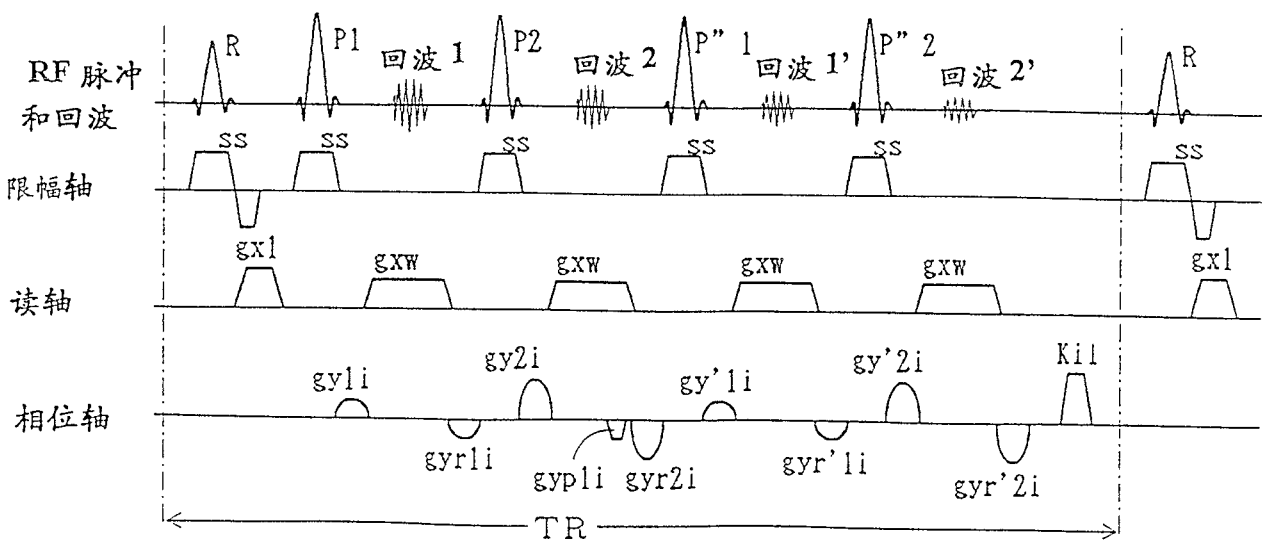 R P1 回波 1 P2 回波 2 P" 1 回波 1' P" 2 回波 2' R
RF 脉冲
和回波
ss ss ss ss ss ss
限幅轴
gx1 gxw gxw gxw gxw gx1
读轴
gy1i gy2i gy'1i gy'2i Kil
相位轴
gyr1i gyp1i gyr2i gyr'1i gyr'2i
TR